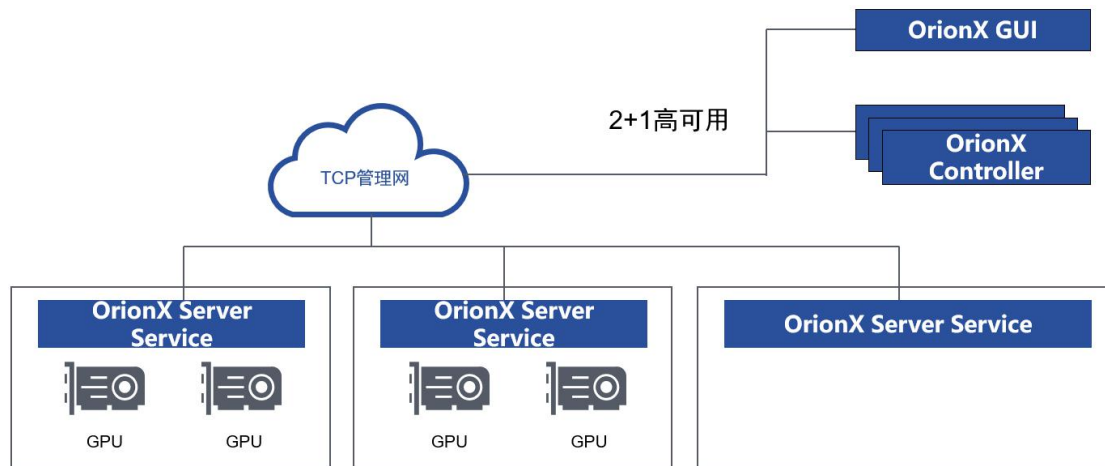 OrionX GUI
2+1高可用
OrionX
Controller
TCP管理网
OrionX Server
Service
OrionX Server
Service
OrionX Server Service
GPU
GPU
GPU
GPU